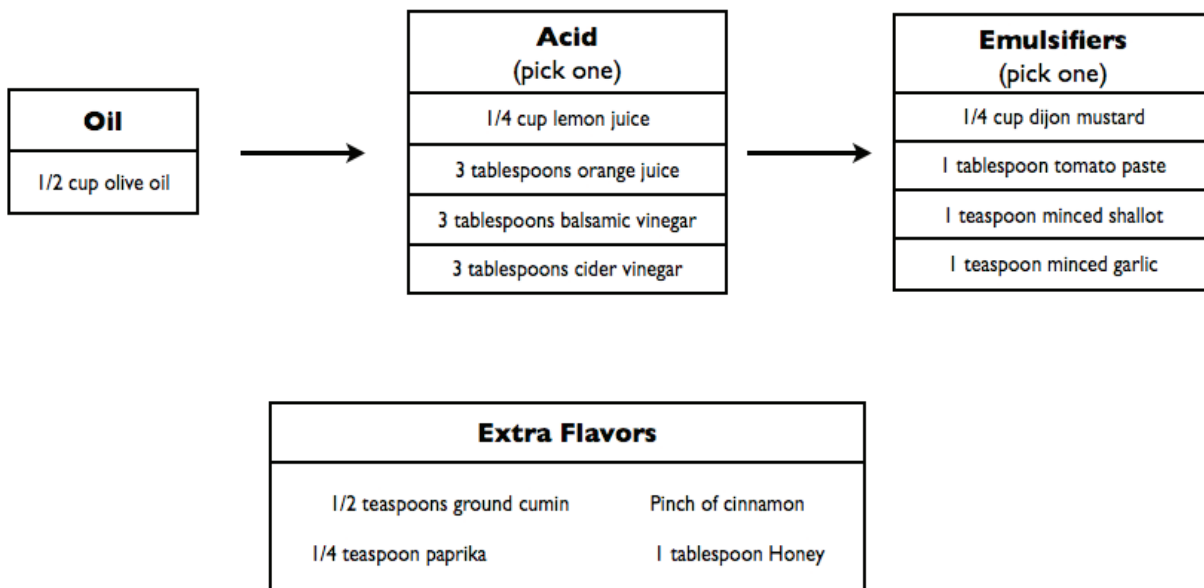 Oil
1/2 cup olive oil
Acid
(pick one)
1/4 cup lemon juice
3 tablespoons orange juice
3 tablespoons balsamic vinegar
3 tablespoons cider vinegar
Emulsifiers
(pick one)
1/4 cup dijon mustard
1 tablespoon tomato paste
1 teaspoon minced shallot
1 teaspoon minced garlic
Extra Flavors
1/2 teaspoons ground cumin
Pinch of cinnamon
1/4 teaspoon paprika
1 tablespoon Honey